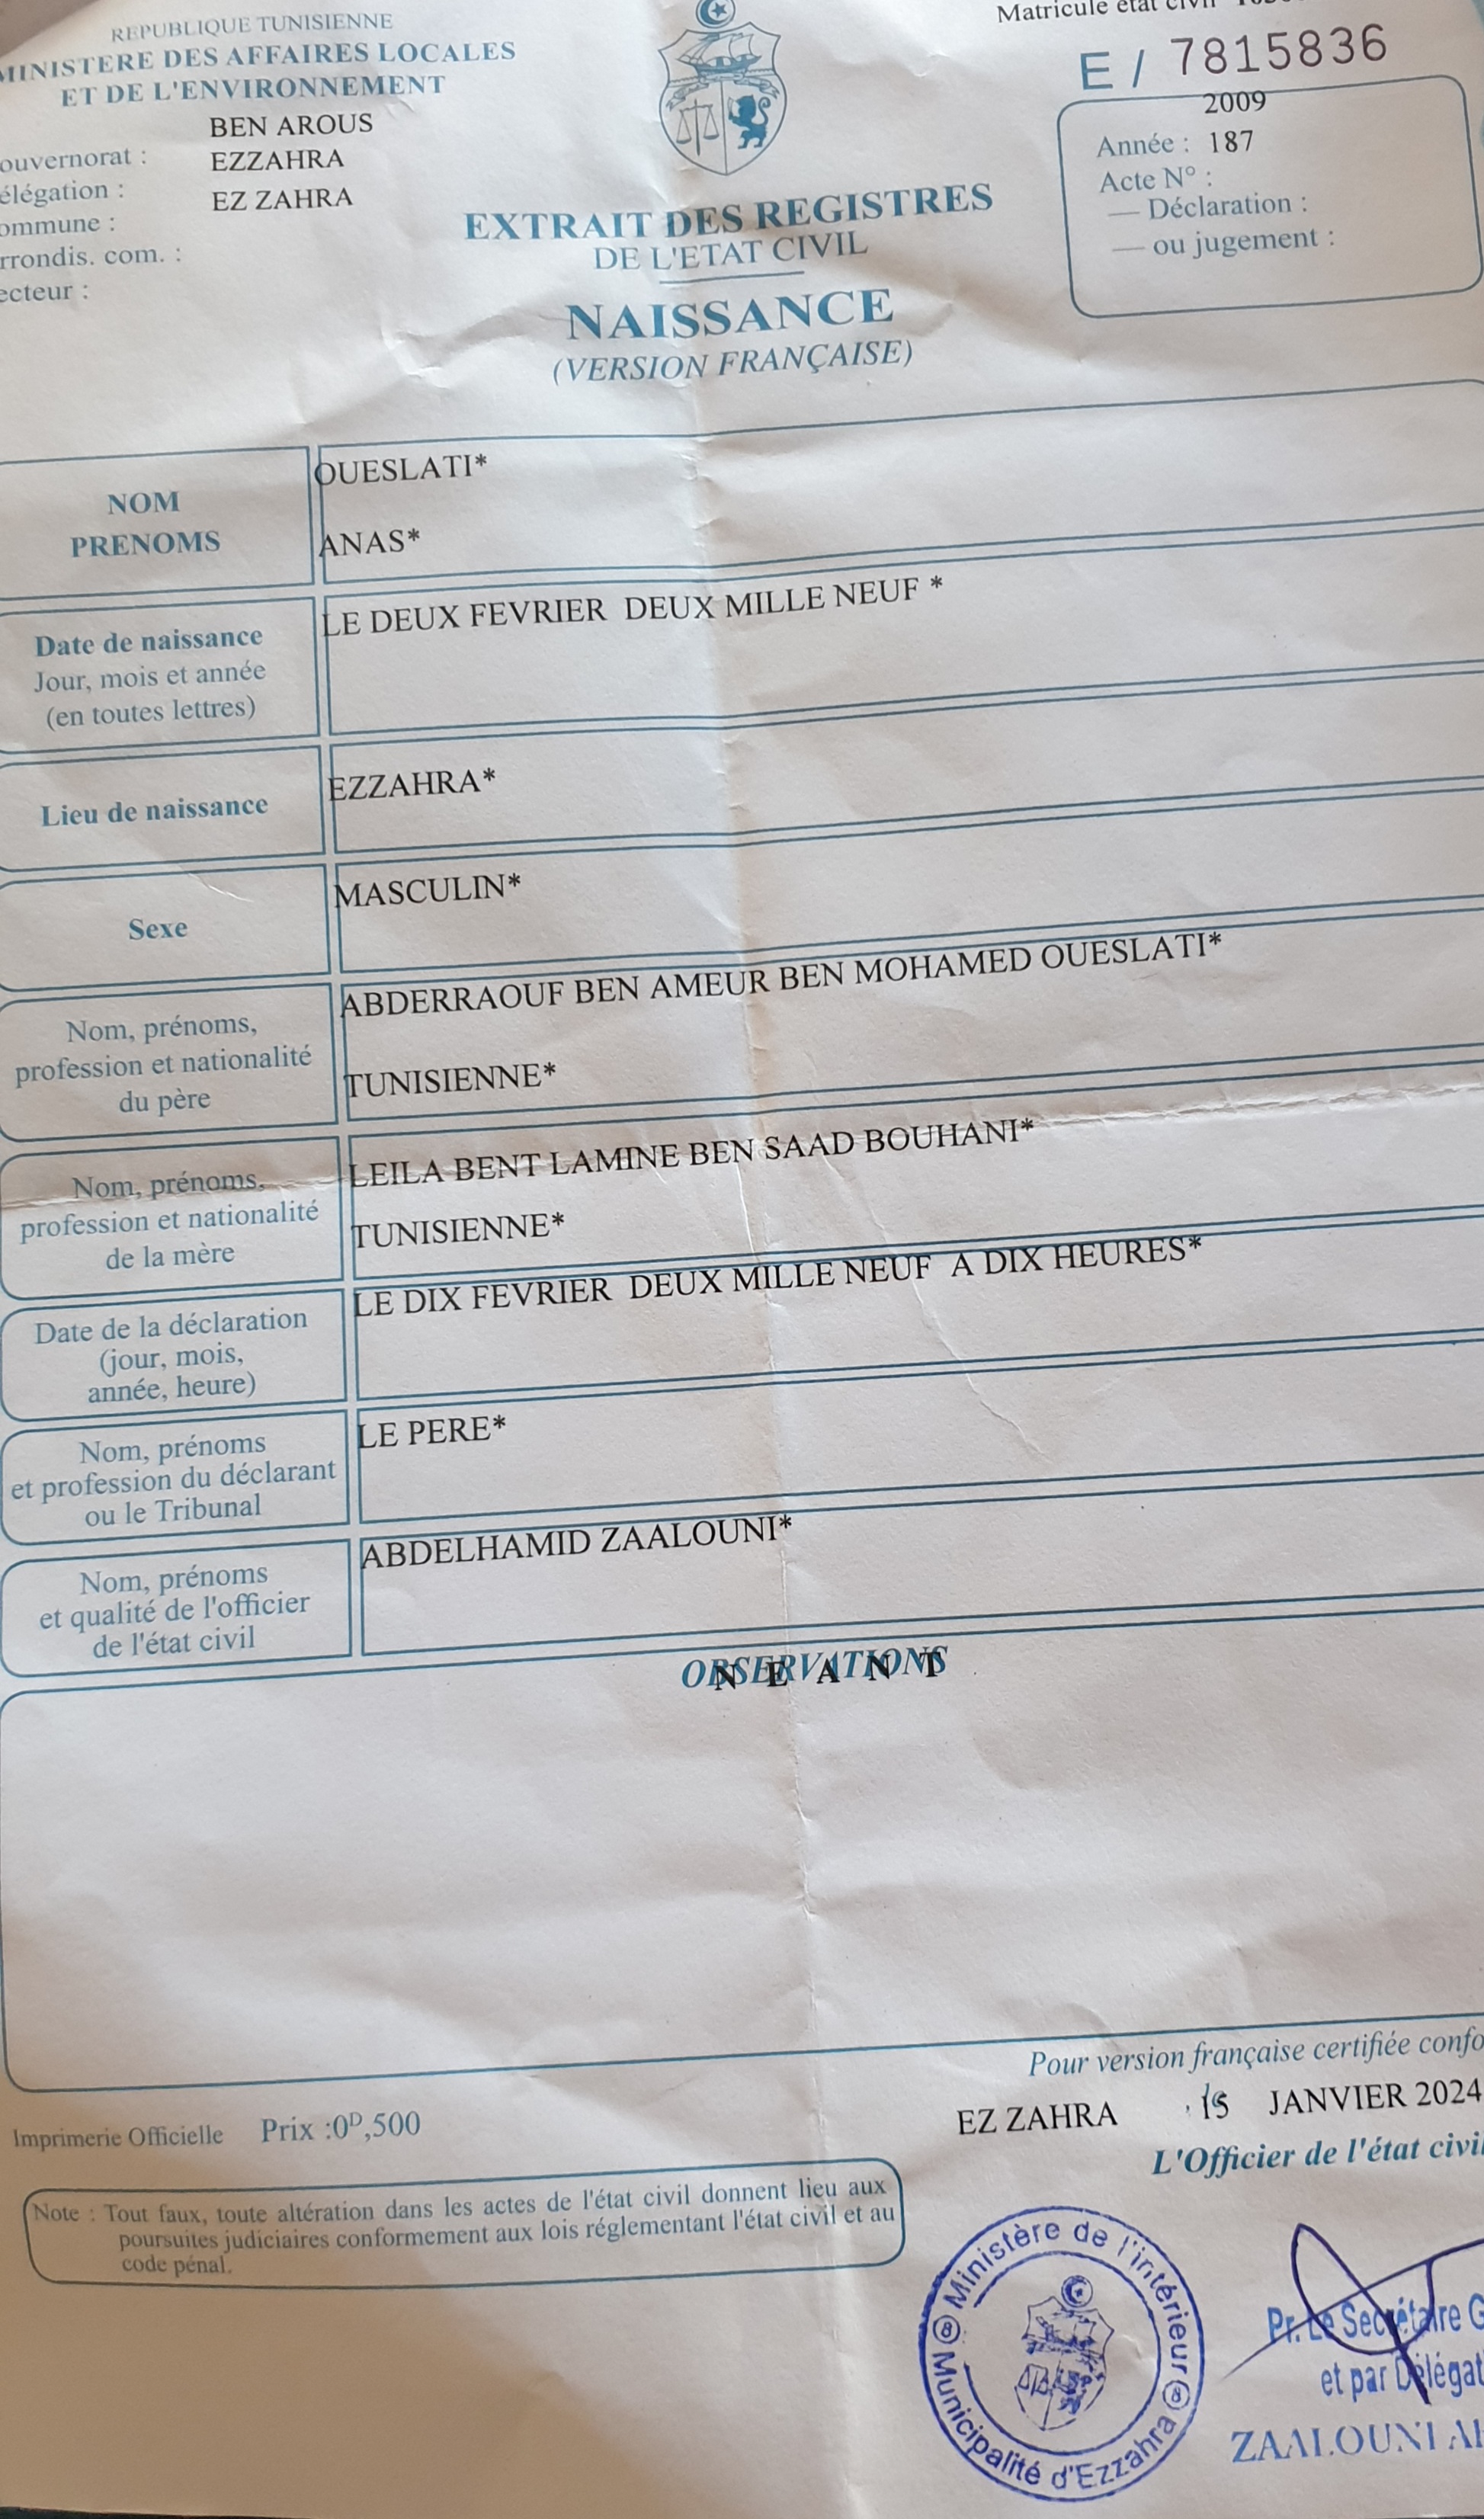 REPUBLIQUE TUNISIENNE
MINISTERE DES AFFAIRES LOCALES
ET DE L'ENVIRONNEMENT
BEN AROUS
ouvernorat :
EZZAHRA
élégation :
EZ ZAHRA
ommune :
rrondis. com. :
ecteur :
Matricule état civil
E / 7815836
2009
Année : 187
Acte N° :
— Déclaration :
— ou jugement :
EXTRAIT DES REGISTRES
DE L'ETAT CIVIL
NAISSANCE
(VERSION FRANÇAISE)
NOM
PRENOMS
OUESLATI*
ANAS*
Date de naissance
Jour, mois et année
(en toutes lettres)
LE DEUX FEVRIER DEUX MILLE NEUF *
Lieu de naissance
EZZAHRA*
Sexe
MASCULIN*
Nom, prénoms,
profession et nationalité
du père
ABDERRAOUF BEN AMEUR BEN MOHAMED OUESLATI*
TUNISIENNE*
Nom, prénoms,
profession et nationalité
de la mère
LEILA BENT LAMINE BEN SAAD BOUHANI*
TUNISIENNE*
Date de la déclaration
(jour, mois,
année, heure)
LE DIX FEVRIER DEUX MILLE NEUF A DIX HEURES*
Nom, prénoms
et profession du déclarant
ou le Tribunal
LE PERE*
Nom, prénoms
et qualité de l'officier
de l'état civil
ABDELHAMID ZAALOUNI*
OBSERVATIONS
N E A N T
Pour version française certifiée confo
EZ ZAHRA 15 JANVIER 2024
L'Officier de l'état civil
Imprimerie Officielle Prix :0ᴰ,500
Note : Tout faux, toute altération dans les actes de l'état civil donnent lieu aux
poursuites judiciaires conformement aux lois réglementant l'état civil et au
code pénal.
Ministère de l'intérieur
8 8
Municipalité d'Ezzahra
Pr. Le Secrétaire G
et par Délégat
ZAALOUNI